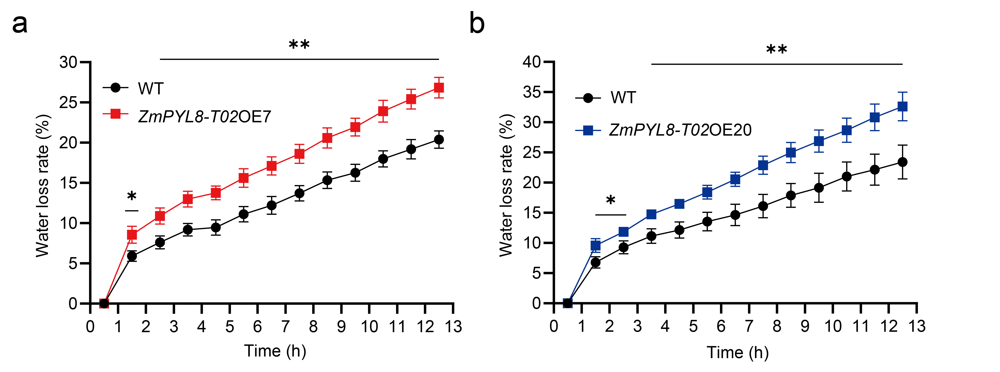 a
**
30
25
20
15
10
5
0
WT
ZmPYL8-T02OE7
*
Water loss rate (%)
0 1 2 3 4 5 6 7 8 9 10 11 12 13
Time (h)
b
**
40
35
30
25
20
15
10
5
0
WT
ZmPYL8-T02OE20
*
Water loss rate (%)
0 1 2 3 4 5 6 7 8 9 10 11 12 13
Time (h)